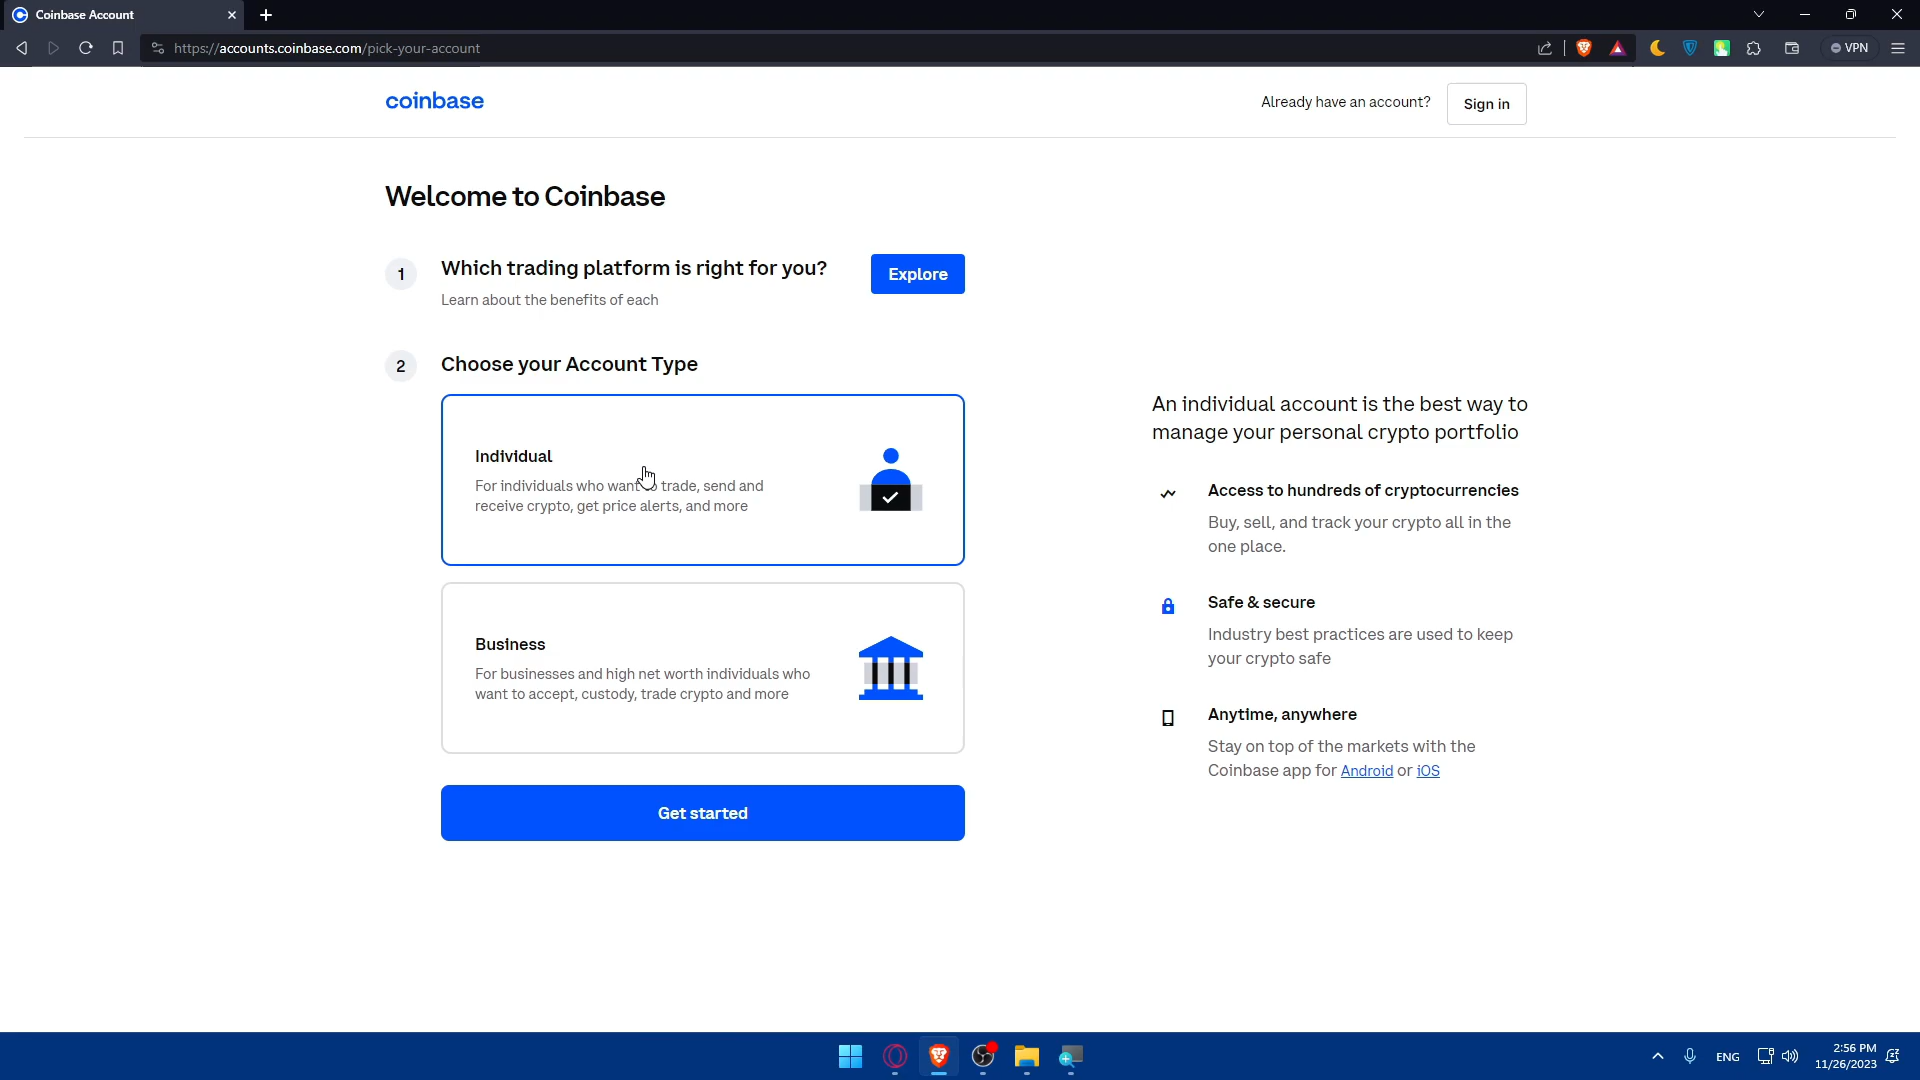 Coinbase Account
https://accounts.coinbase.com/pick-your-account
VPN
coinbase
Already have an account?
Sign in
Welcome to Coinbase
1
Which trading platform is right for you?
Learn about the benefits of each
Explore
2
Choose your Account Type
Individual
For individuals who want to trade, send and
receive crypto, get price alerts, and more
Business
For businesses and high net worth individuals who
want to accept, custody, trade crypto and more
Get started
An individual account is the best way to
manage your personal crypto portfolio
Access to hundreds of cryptocurrencies
Buy, sell, and track your crypto all in the
one place.
Safe & secure
Industry best practices are used to keep
your crypto safe
Anytime, anywhere
Stay on top of the markets with the
Coinbase app for Android or iOS
ENG
2:56 PM
11/26/2023